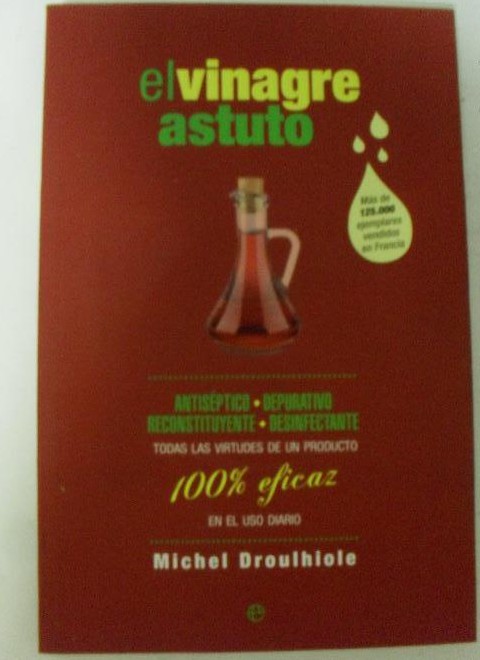 el vinagre
astuto
Más de
125.000
ejemplares
vendidos
en Francia
ANTISÉPTICO • DEPURATIVO
RECONSTITUYENTE • DESINFECTANTE
TODAS LAS VIRTUDES DE UN PRODUCTO
100% eficaz
EN EL USO DIARIO
Michel Droulhiole